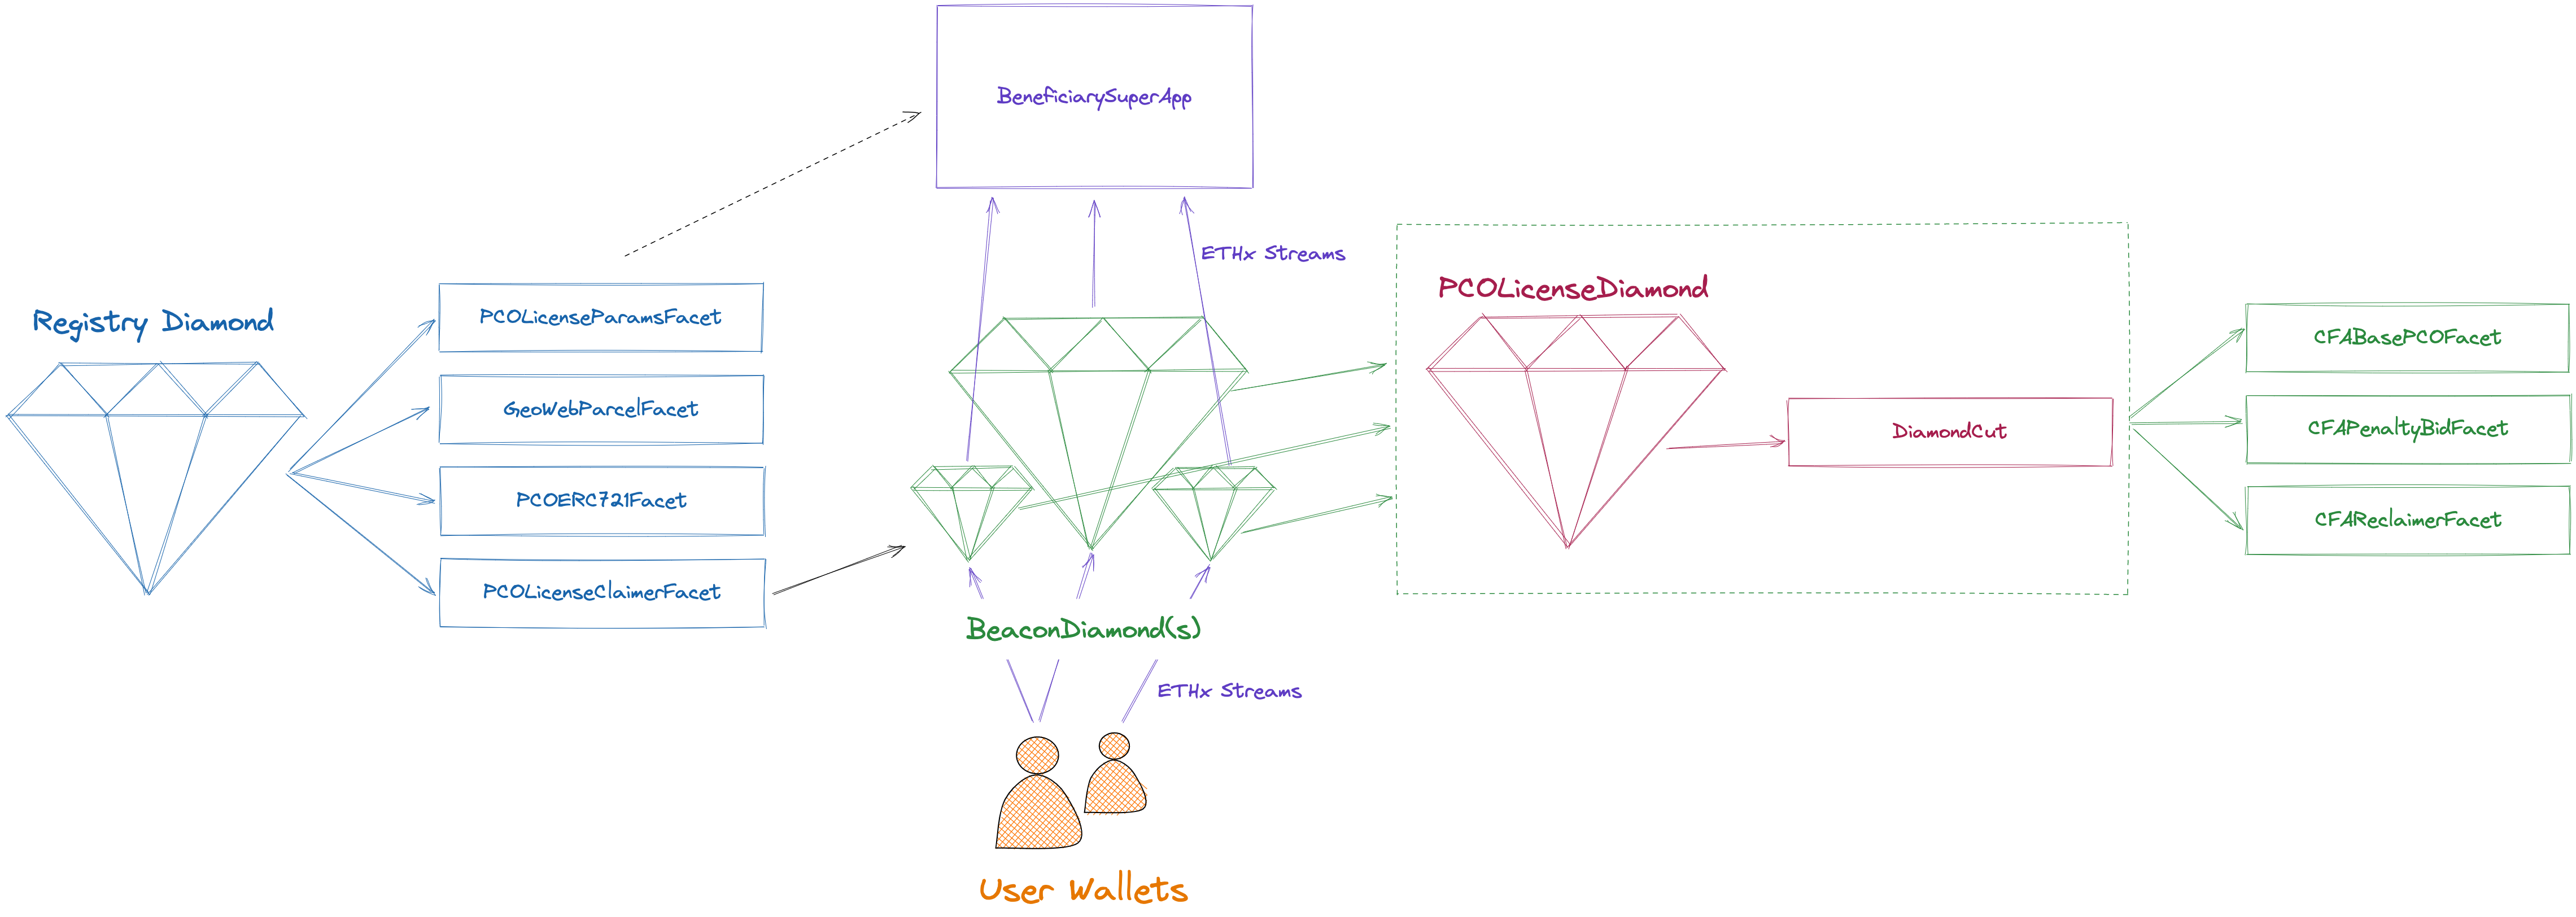 BeneficiarySuperApp
ETHx Streams
Registry Diamond
PCOLicenseParamsFacet
GeoWebParcelFacet
PCOERC721Facet
PCOLicenseClaimerFacet
BeaconDiamond(s)
ETHx Streams
User Wallets
PCOLicenseDiamond
DiamondCut
CFABasePCOFacet
CFAPenaltyBidFacet
CFAReclaimerFacet